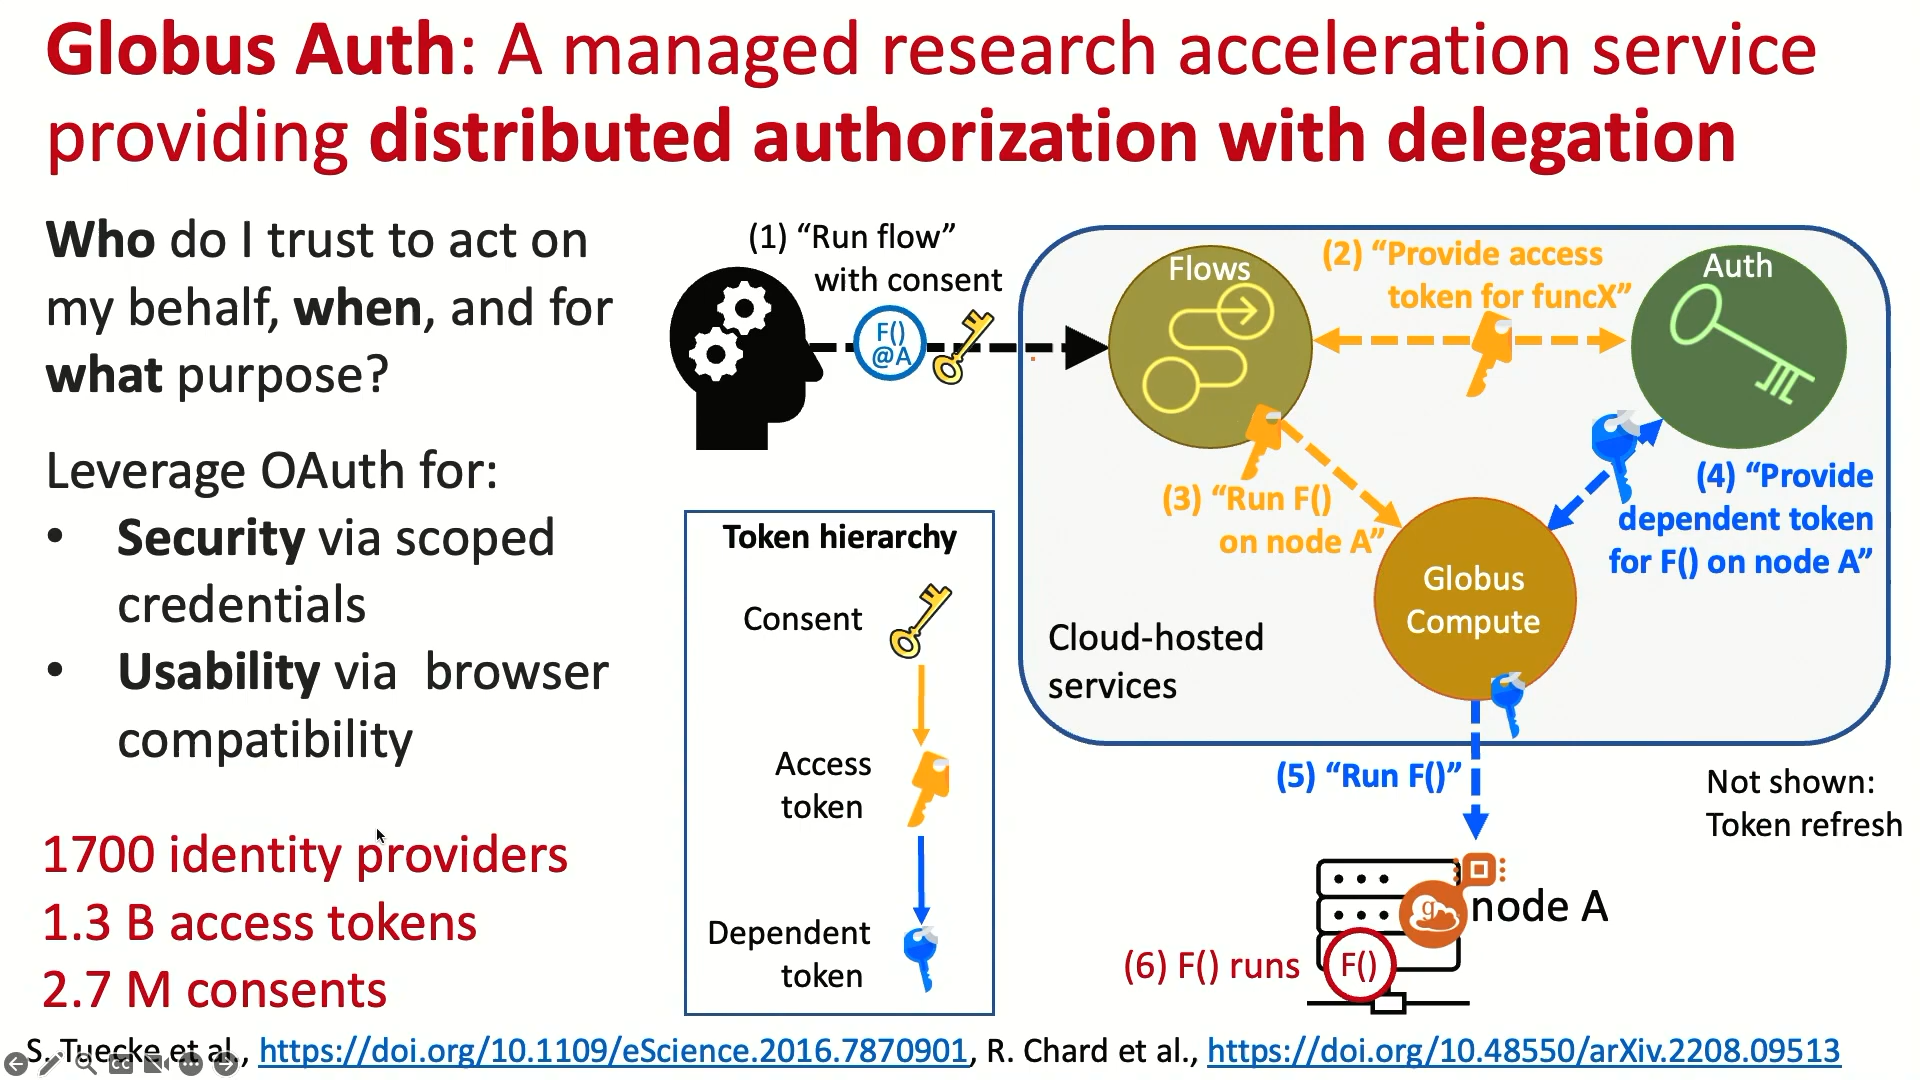 Globus Auth: A managed research acceleration service
providing distributed authorization with delegation
Who do I trust to act on
my behalf, when, and for
what purpose?
Leverage OAuth for:
• Security via scoped
credentials
• Usability via browser
compatibility
1700 identity providers
1.3 B access tokens
2.7 M consents
(1) “Run flow”
with consent
F()
@A
Flows
(2) “Provide access
token for funcX”
Auth
(3) “Run F()
on node A”
(4) “Provide
dependent token
for F() on node A”
Globus
Compute
Cloud-hosted
services
Token hierarchy
Consent
Access
token
Dependent
token
(5) “Run F()”
Not shown:
Token refresh
g
node A
(6) F() runs
F()
S. Tuecke et al., https://doi.org/10.1109/eScience.2016.7870901, R. Chard et al., https://doi.org/10.48550/arXiv.2208.09513
CC